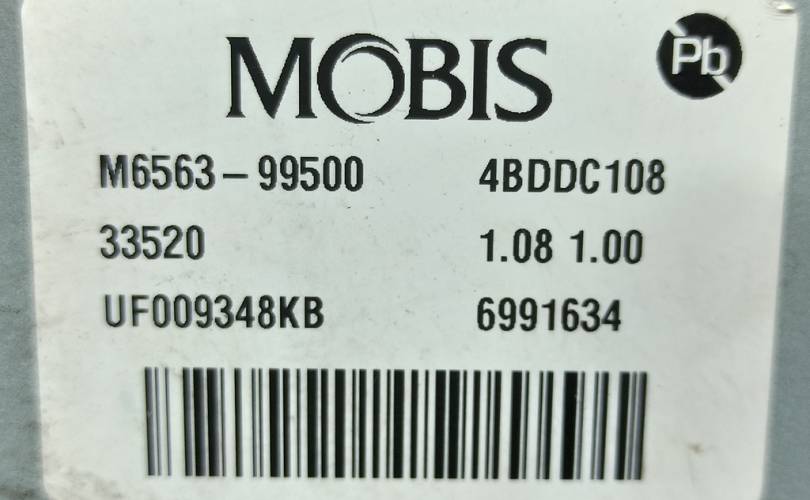 MOBIS
Pb
M6563-99500 4BDDC108
33520 1.08 1.00
UF009348KB 6991634